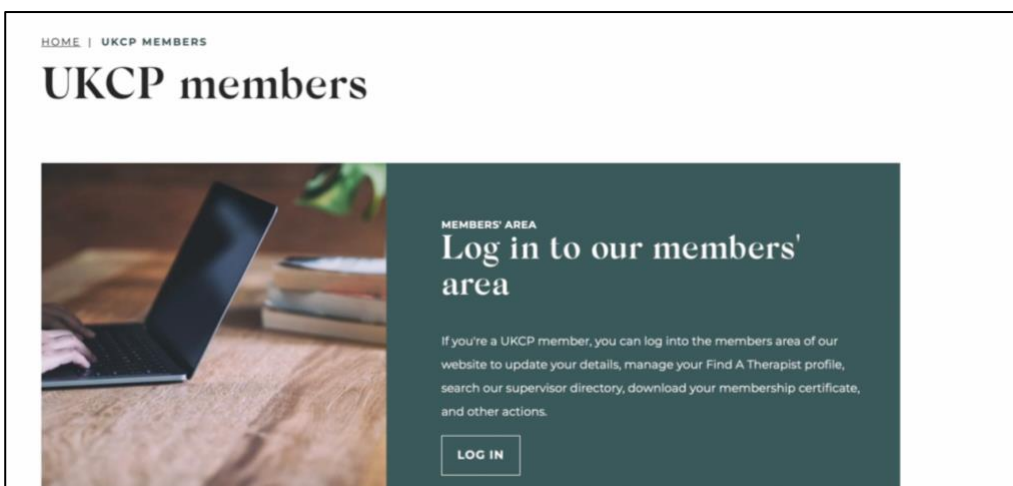 HOME | UKCP MEMBERS
UKCP members
MEMBERS' AREA
Log in to our members'
area
If you're a UKCP member, you can log into the members area of our
website to update your details, manage your Find A Therapist profile,
search our supervisor directory, download your membership certificate,
and other actions.
LOG IN